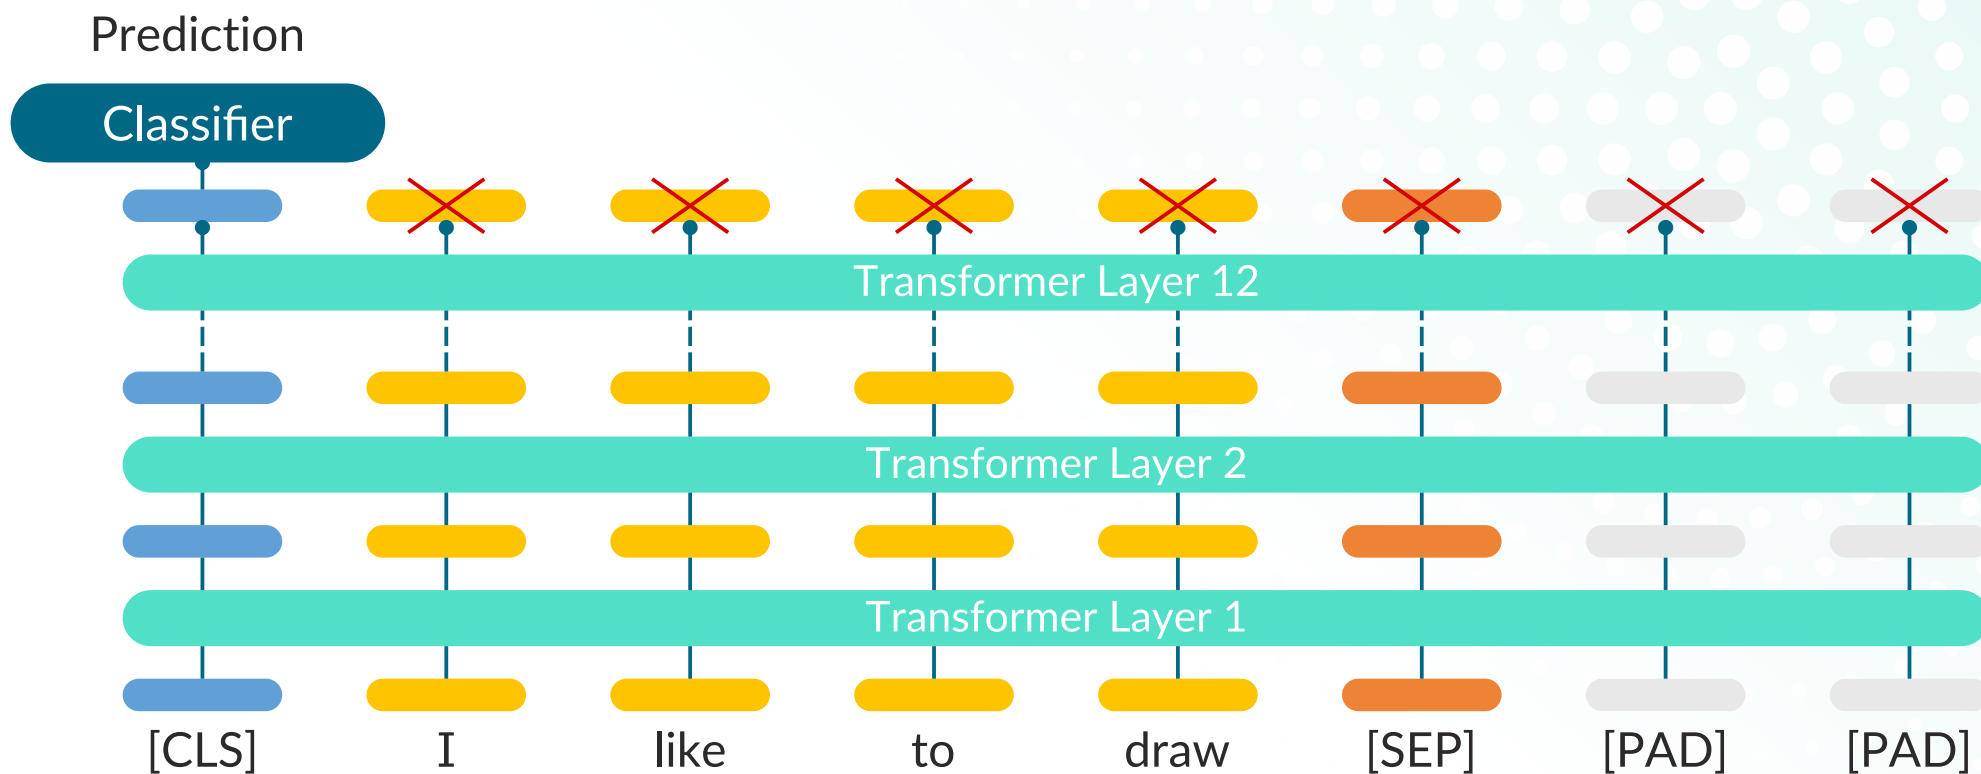 Prediction
Classifier
Transformer Layer 12
Transformer Layer 2
Transformer Layer 1
[CLS] I like to draw [SEP] [PAD] [PAD]